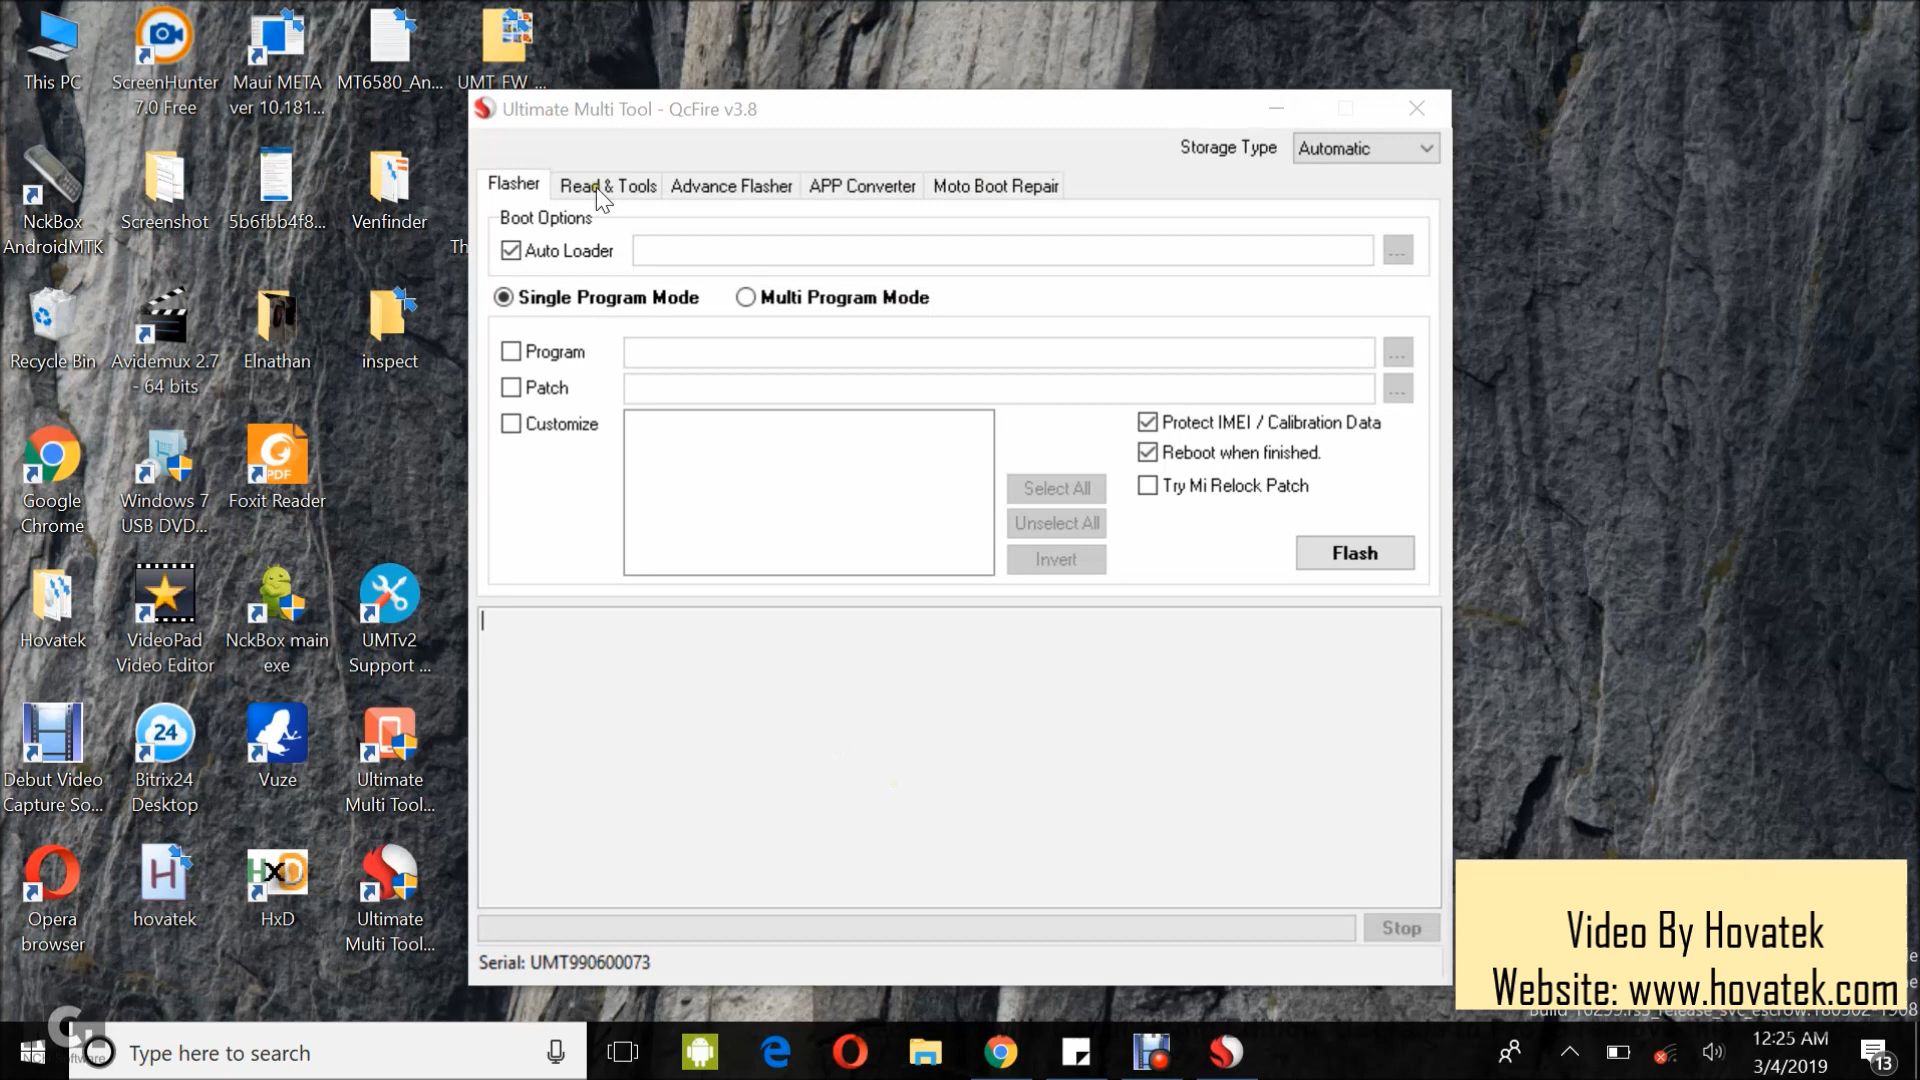 This PC
ScreenHunter
7.0 Free
Maui META
ver 10.181...
MT6580_An...
UMT_FW_...
NckBox
AndroidMTK
Screenshot
5b6fbb4f8...
Venfinder
Th
Recycle Bin
Avidemux 2.7
- 64 bits
Elnathan
inspect
Google
Chrome
Windows 7
USB DVD...
Foxit Reader
PDF
Hovatek
VideoPad
Video Editor
NckBox main
exe
UMTv2
Support ...
Debut Video
Capture So...
24
Bitrix24
Desktop
Vuze
Ultimate
Multi Tool...
Opera
browser
H
hovatek
HxD
HxD
Ultimate
Multi Tool...
Ultimate Multi Tool - QcFire v3.8
Storage Type
Automatic
Flasher
Read & Tools
Advance Flasher
APP Converter
Moto Boot Repair
Boot Options
Auto Loader
...
Single Program Mode
Multi Program Mode
Program
...
Patch
...
Customize
Protect IMEI / Calibration Data
Reboot when finished.
Try Mi Relock Patch
Select All
Unselect All
Invert
Flash
Stop
Serial: UMT990600073
Video By Hovatek
Website: www.hovatek.com
Type here to search
12:25 AM
3/4/2019
13